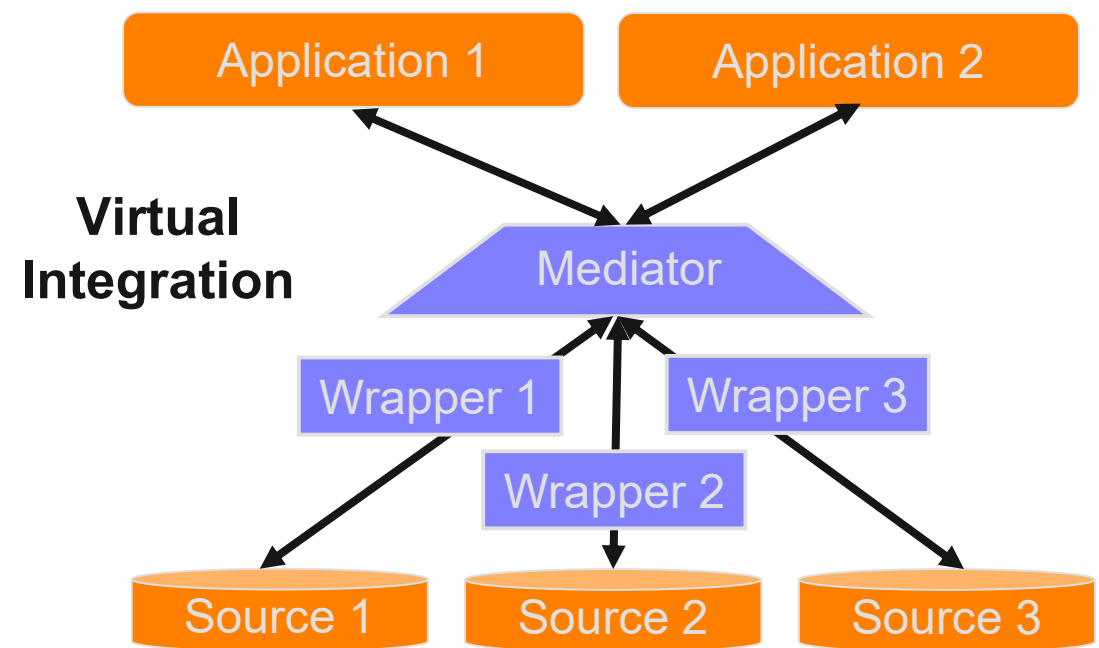 Application 1
Application 2
Virtual
Integration
Mediator
Wrapper 1
Wrapper 3
Wrapper 2
Source 1
Source 2
Source 3